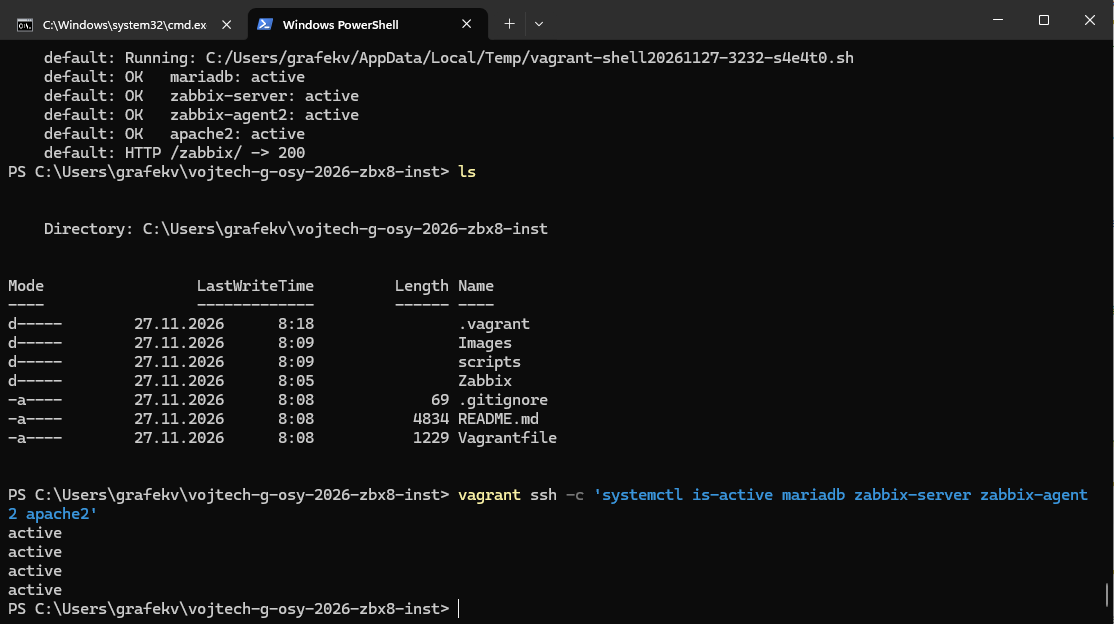 C:\Windows\system32\cmd.ex
Windows PowerShell
default: Running: C:/Users/grafekv/AppData/Local/Temp/vagrant-shell20261127-3232-s4e4t0.sh
default: OK   mariadb: active
default: OK   zabbix-server: active
default: OK   zabbix-agent2: active
default: OK   apache2: active
default: HTTP /zabbix/ -> 200
PS C:\Users\grafekv\vojtech-g-osy-2026-zbx8-inst> ls
Directory: C:\Users\grafekv\vojtech-g-osy-2026-zbx8-inst
Mode                 LastWriteTime         Length Name
----                 -------------         ------ ----
d-----        27.11.2026      8:18                .vagrant
d-----        27.11.2026      8:09                Images
d-----        27.11.2026      8:09                scripts
d-----        27.11.2026      8:05                Zabbix
-a----        27.11.2026      8:08             69 .gitignore
-a----        27.11.2026      8:08           4834 README.md
-a----        27.11.2026      8:08           1229 Vagrantfile
PS C:\Users\grafekv\vojtech-g-osy-2026-zbx8-inst> vagrant ssh -c 'systemctl is-active mariadb zabbix-server zabbix-agent
2 apache2'
active
active
active
active
PS C:\Users\grafekv\vojtech-g-osy-2026-zbx8-inst>